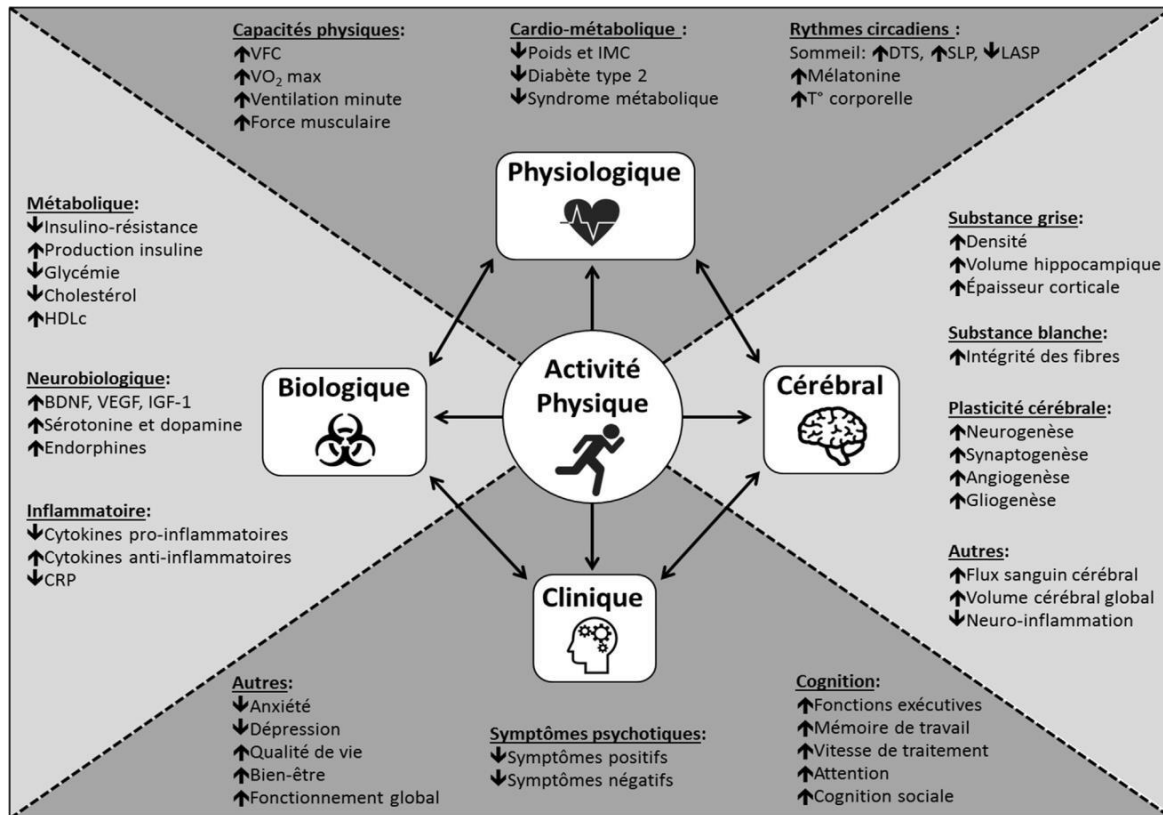 Capacités physiques:
↑VFC
↑VO₂ max
↑Ventilation minute
↑Force musculaire
Cardio-métabolique :
↓Poids et IMC
↓Diabète type 2
↓Syndrome métabolique
Rythmes circadiens:
Sommeil: ↑DTS, ↑SLP, ↓LASP
↑Mélatonine
↑T° corporelle
Physiologique
Métabolique:
↓Insulino-résistance
↑Production insuline
↓Glycémie
↓Cholestérol
↑HDLc
Neurobiologique:
↑BDNF, VEGF, IGF-1
↑Sérotonine et dopamine
↑Endorphines
Inflammatoire:
↓Cytokines pro-inflammatoires
↑Cytokines anti-inflammatoires
↓CRP
Biologique
Activité
Physique
Cérébral
Substance grise:
↑Densité
↑Volume hippocampique
↑Épaisseur corticale
Substance blanche:
↑Intégrité des fibres
Plasticité cérébrale:
↑Neurogenèse
↑Synaptogenèse
↑Angiogenèse
↑Gliogenèse
Autres:
↑Flux sanguin cérébral
↑Volume cérébral global
↓Neuro-inflammation
Clinique
Autres:
↓Anxiété
↓Dépression
↑Qualité de vie
↑Bien-être
↑Fonctionnement global
Symptômes psychotiques:
↓Symptômes positifs
↓Symptômes négatifs
Cognition:
↑Fonctions exécutives
↑Mémoire de travail
↑Vitesse de traitement
↑Attention
↑Cognition sociale